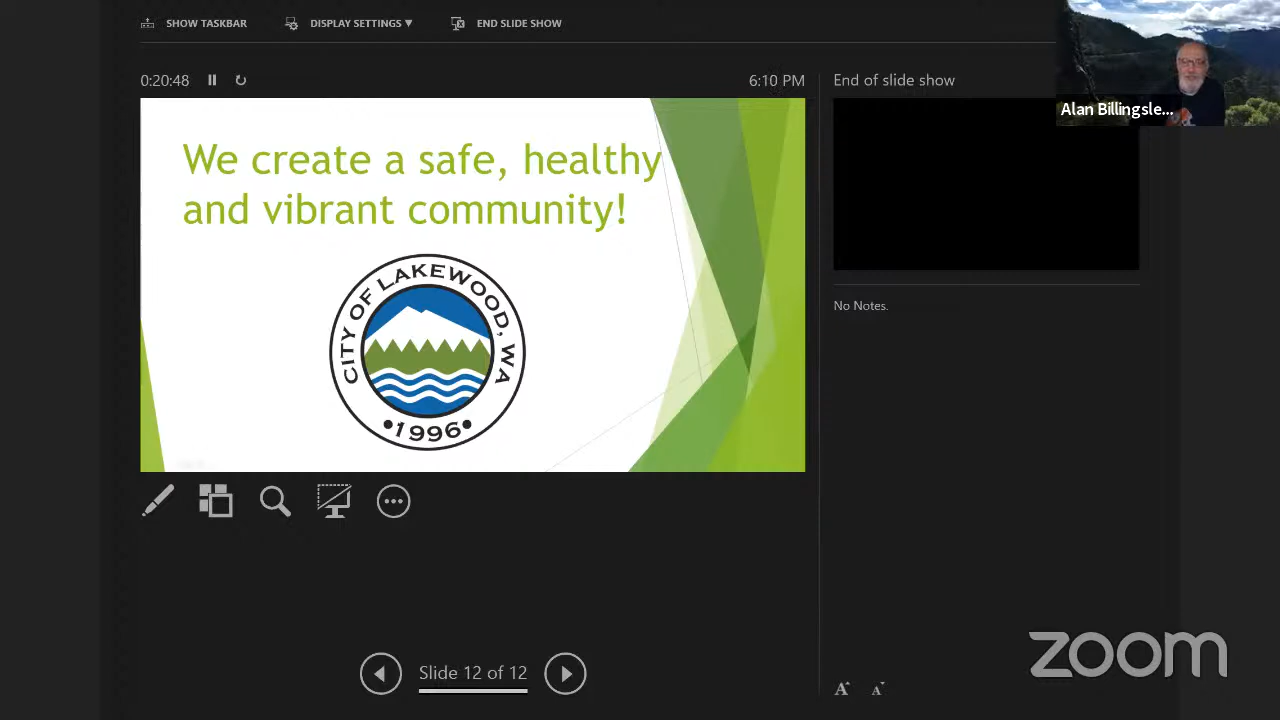 SHOW TASKBAR
DISPLAY SETTINGS ▼
END SLIDE SHOW
Alan Billingsle...
0:20:48
6:10 PM
End of slide show
We create a safe, healthy
and vibrant community!
CITY OF LAKEWOOD, WA
•1996•
No Notes.
Slide 12 of 12
A A
zoom